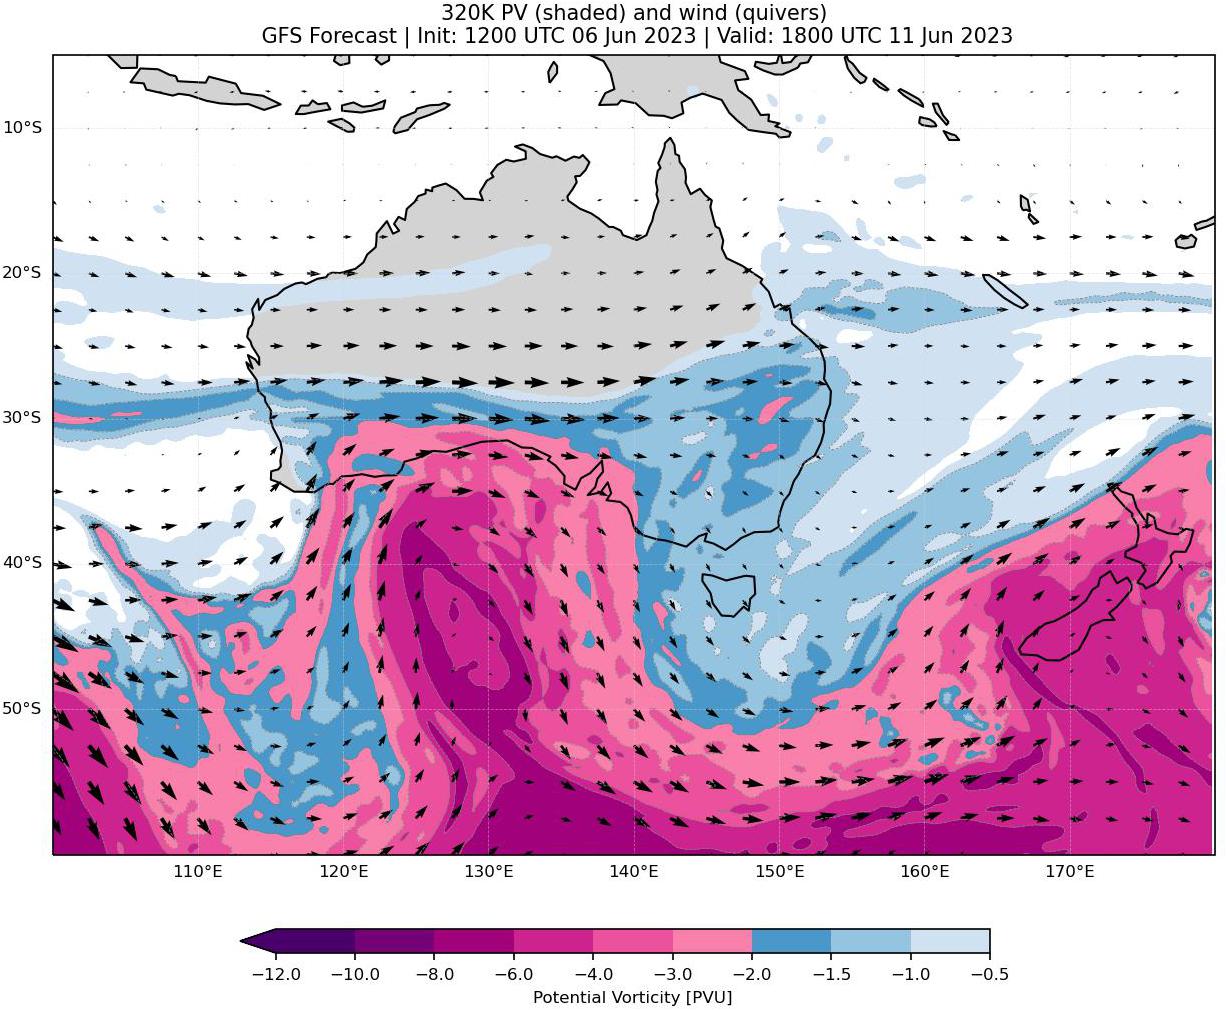 320K PV (shaded) and wind (quivers)
GFS Forecast | Init: 1200 UTC 06 Jun 2023 | Valid: 1800 UTC 11 Jun 2023
10°S
20°S
30°S
40°S
50°S
110°E 120°E 130°E 140°E 150°E 160°E 170°E
−12.0 −10.0 −8.0 −6.0 −4.0 −3.0 −2.0 −1.5 −1.0 −0.5
Potential Vorticity [PVU]